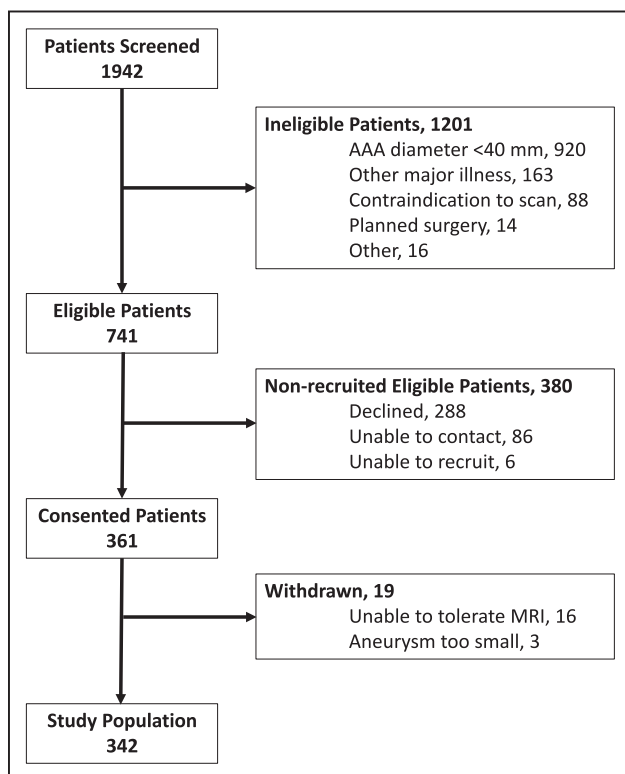 Patients Screened
1942
Ineligible Patients, 1201
AAA diameter <40 mm, 920
Other major illness, 163
Contraindication to scan, 88
Planned surgery, 14
Other, 16
Eligible Patients
741
Non-recruited Eligible Patients, 380
Declined, 288
Unable to contact, 86
Unable to recruit, 6
Consented Patients
361
Withdrawn, 19
Unable to tolerate MRI, 16
Aneurysm too small, 3
Study Population
342